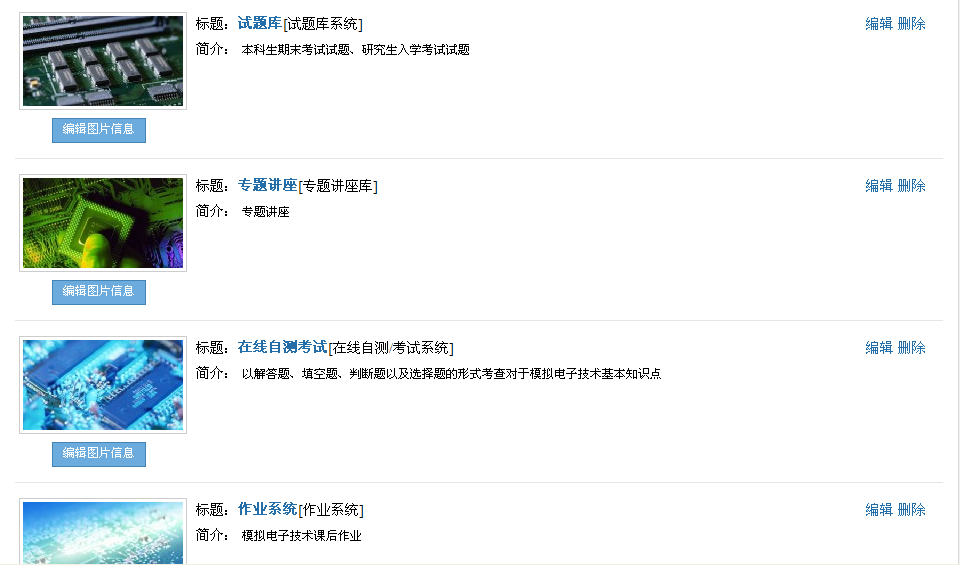 标题：试题库[试题库系统]
编辑 删除
简介： 本科生期末考试试题、研究生入学考试试题
编辑图片信息
标题：专题讲座[专题讲座库]
编辑 删除
简介： 专题讲座
编辑图片信息
标题：在线自测考试[在线自测/考试系统]
编辑 删除
简介： 以解答题、填空题、判断题以及选择题的形式考查对于模拟电子技术基本知识点
编辑图片信息
标题：作业系统[作业系统]
编辑 删除
简介： 模拟电子技术课后作业